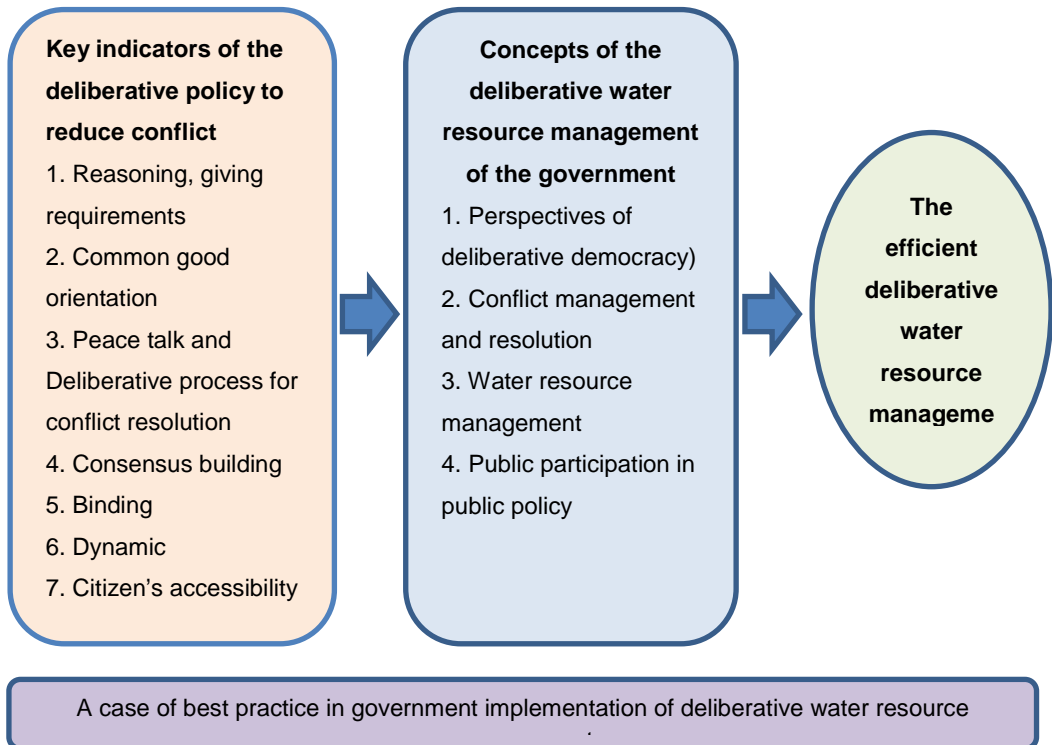 Key indicators of the
deliberative policy to
reduce conflict
1. Reasoning, giving
requirements
2. Common good
orientation
3. Peace talk and
Deliberative process for
conflict resolution
4. Consensus building
5. Binding
6. Dynamic
7. Citizen’s accessibility
Concepts of the
deliberative water
resource management
of the government
1. Perspectives of
deliberative democracy)
2. Conflict management
and resolution
3. Water resource
management
4. Public participation in
public policy
The
efficient
deliberative
water
resource
manageme
A case of best practice in government implementation of deliberative water resource